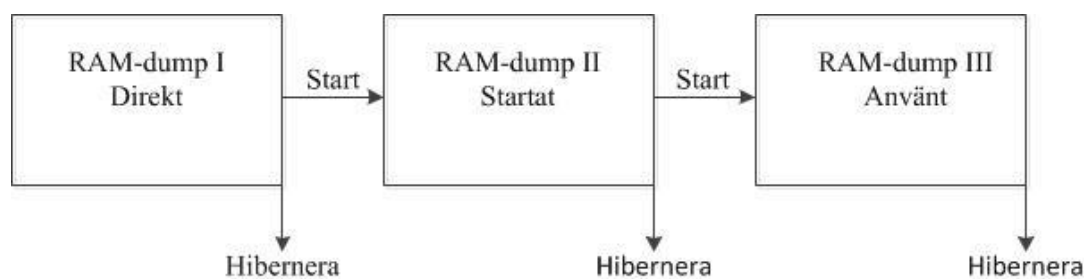 RAM-dump I
Direkt
Start
RAM-dump II
Startat
Start
RAM-dump III
Använt
Hibernera
Hibernera
Hibernera